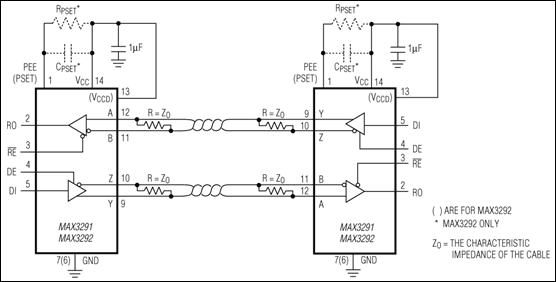 RPSET*
CPSET*
1µF
PEE
(PSET)
1
VCC 14
13
(VCCD)
RO 2
RE 3
DE 4
DI 5
A 12
B 11
R = ZO
Z 10
Y 9
R = ZO
MAX3291
MAX3292
7(6) GND
RPSET*
CPSET*
1µF
PEE
(PSET)
1
VCC 14
13
(VCCD)
R = ZO
9 Y
10 Z
R = ZO
11 B
12 A
5 DI
4 DE
3 RE
2 RO
MAX3291
MAX3292
7(6) GND
( ) ARE FOR MAX3292
* MAX3292 ONLY
ZO = THE CHARACTERISTIC
IMPEDANCE OF THE CABLE